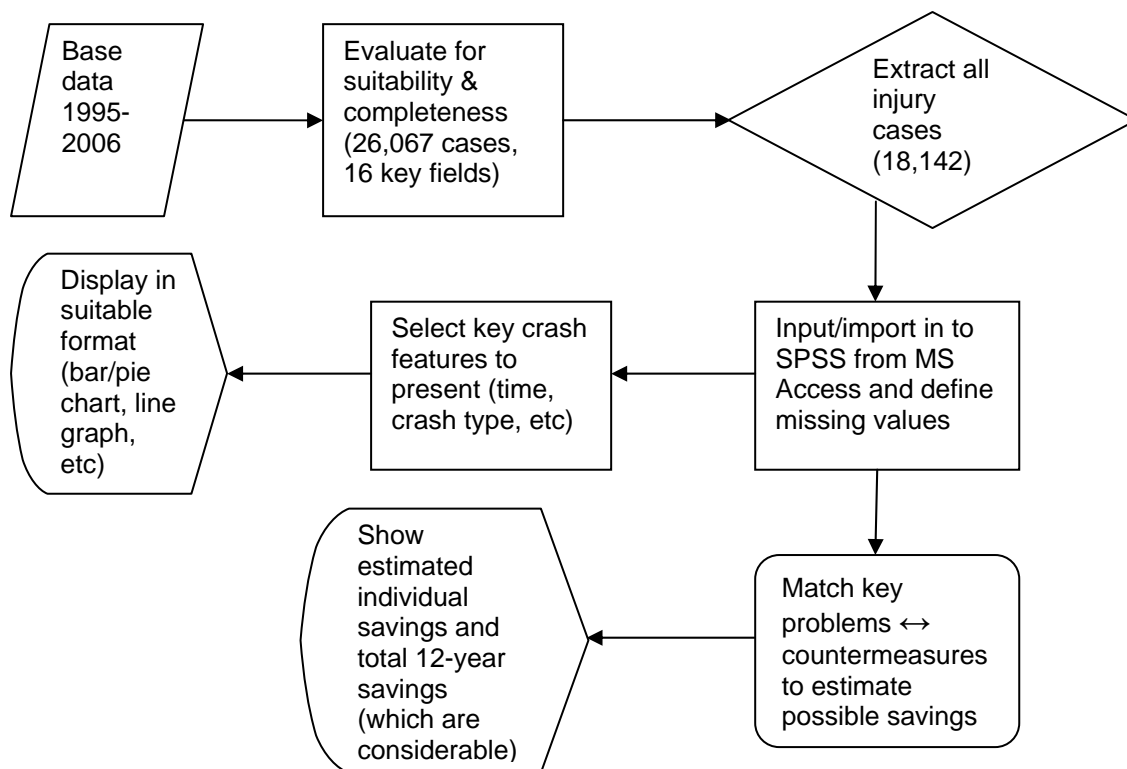 Base
data
1995-
2006
Evaluate for
suitability &
completeness
(26,067 cases,
16 key fields)
Extract all
injury
cases
(18,142)
Input/import in to
SPSS from MS
Access and define
missing values
Select key crash
features to
present (time,
crash type, etc)
Display in
suitable
format
(bar/pie
chart, line
graph,
etc)
Match key
problems ↔
countermeasures
to estimate
possible savings
Show
estimated
individual
savings and
total 12-year
savings
(which are
considerable)